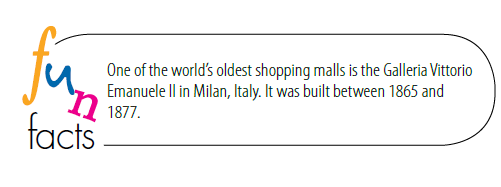 fun
facts
One of the world's oldest shopping malls is the Galleria Vittorio
Emanuele II in Milan, Italy. It was built between 1865 and
1877.